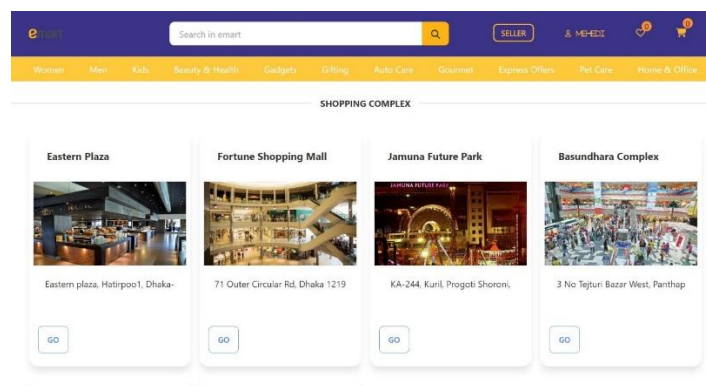 emart
Search in emart
SELLER
MEHEDI
0
0
Women Men Kids Beauty & Health Gadgets Gifting Auto Care Gourmet Express Offers Pet Care Home & Office
SHOPPING COMPLEX
Eastern Plaza
Fortune Shopping Mall
Jamuna Future Park
Basundhara Complex
JAMUNA FUTURE PARK
Eastern plaza, Hatirpoo1, Dhaka-
71 Outer Circular Rd, Dhaka 1219
KA-244, Kuril, Progoti Shoroni,
3 No Tejturi Bazar West, Panthap
GO
GO
GO
GO